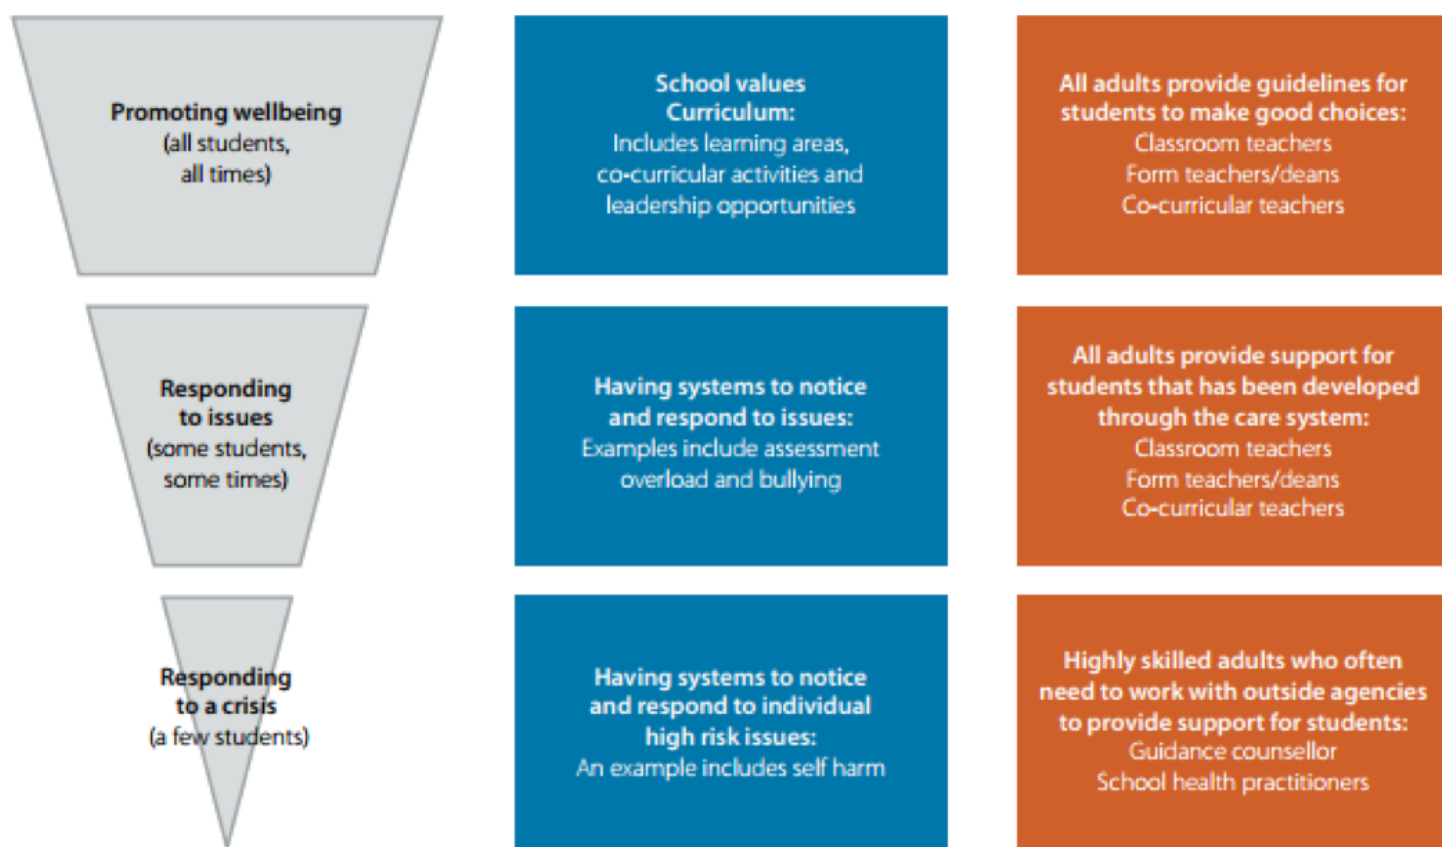 Promoting wellbeing
(all students,
all times)
School values
Curriculum:
Includes learning areas,
co-curricular activities and
leadership opportunities
All adults provide guidelines for
students to make good choices:
Classroom teachers
Form teachers/deans
Co-curricular teachers
Responding
to issues
(some students,
some times)
Having systems to notice
and respond to issues:
Examples include assessment
overload and bullying
All adults provide support for
students that has been developed
through the care system:
Classroom teachers
Form teachers/deans
Co-curricular teachers
Responding
to a crisis
(a few students)
Having systems to notice
and respond to individual
high risk issues:
An example includes self harm
Highly skilled adults who often
need to work with outside agencies
to provide support for students:
Guidance counsellor
School health practitioners